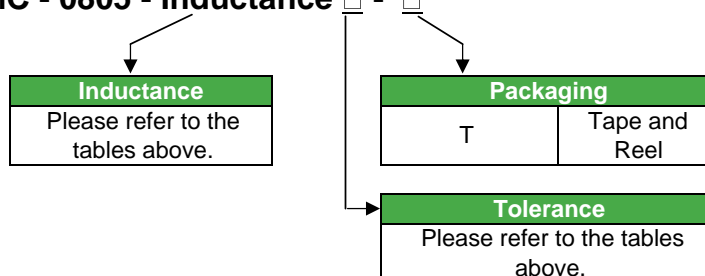 - 0805 - Inductance □ - □
Inductance
Please refer to the
tables above.
Packaging
T
Tape and
Reel
Tolerance
Please refer to the tables
above.